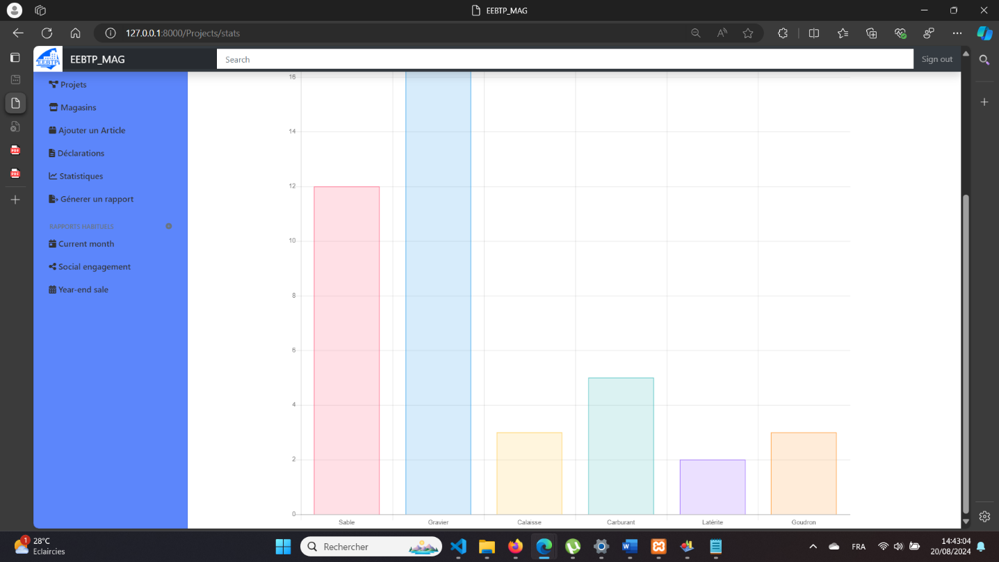 EEBTP_MAG
127.0.0.1:8000/Projects/stats
EEBTP
EEBTP_MAG
Search
Sign out
Projets
Magasins
Ajouter un Article
Déclarations
Statistiques
Génerer un rapport
RAPPORTS HABITUELS
Current month
Social engagement
Year-end sale
16
14
12
10
8
6
4
2
0
Sable
Gravier
Calaisse
Carburant
Latérite
Goudron
PDF
PDF
1
28°C
Eclaircies
Rechercher
FRA
14:43:04
20/08/2024